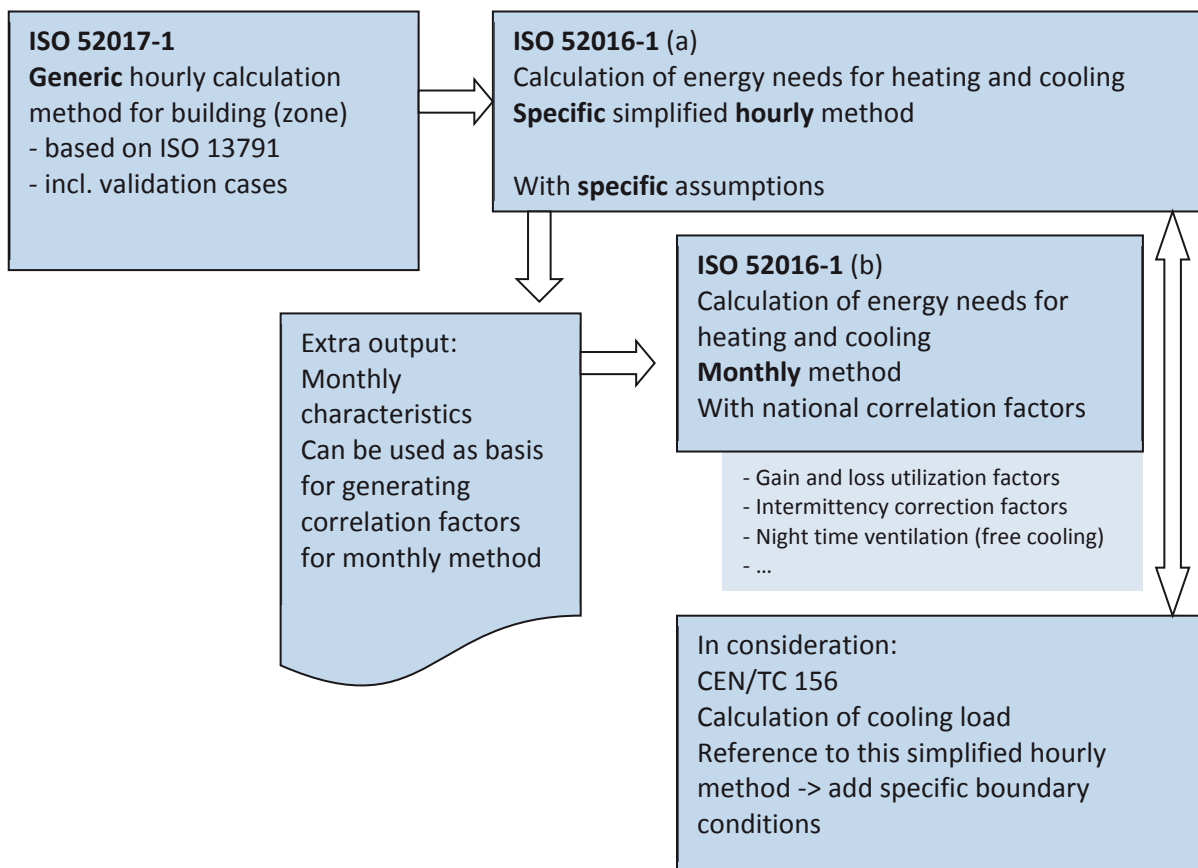 ISO 52017-1
Generic hourly calculation
method for building (zone)
- based on ISO 13791
- incl. validation cases
ISO 52016-1 (a)
Calculation of energy needs for heating and cooling
Specific simplified hourly method
With specific assumptions
Extra output:
Monthly
characteristics
Can be used as basis
for generating
correlation factors
for monthly method
ISO 52016-1 (b)
Calculation of energy needs for
heating and cooling
Monthly method
With national correlation factors
- Gain and loss utilization factors
- Intermittency correction factors
- Night time ventilation (free cooling)
- …
In consideration:
CEN/TC 156
Calculation of cooling load
Reference to this simplified hourly
method -> add specific boundary
conditions